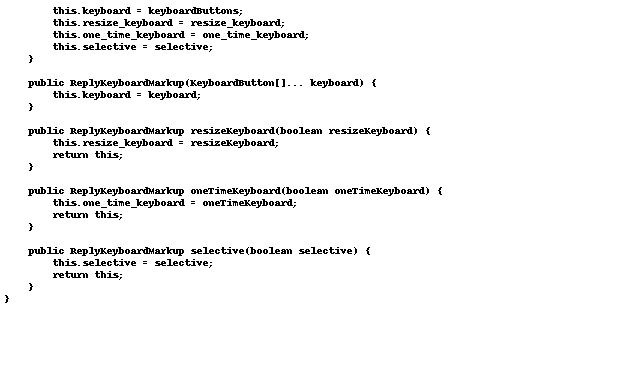 this.keyboard = keyboardButtons;
        this.resize_keyboard = resize_keyboard;
        this.one_time_keyboard = one_time_keyboard;
        this.selective = selective;
    }

    public ReplyKeyboardMarkup(KeyboardButton[]... keyboard) {
        this.keyboard = keyboard;
    }

    public ReplyKeyboardMarkup resizeKeyboard(boolean resizeKeyboard) {
        this.resize_keyboard = resizeKeyboard;
        return this;
    }

    public ReplyKeyboardMarkup oneTimeKeyboard(boolean oneTimeKeyboard) {
        this.one_time_keyboard = oneTimeKeyboard;
        return this;
    }

    public ReplyKeyboardMarkup selective(boolean selective) {
        this.selective = selective;
        return this;
    }
}